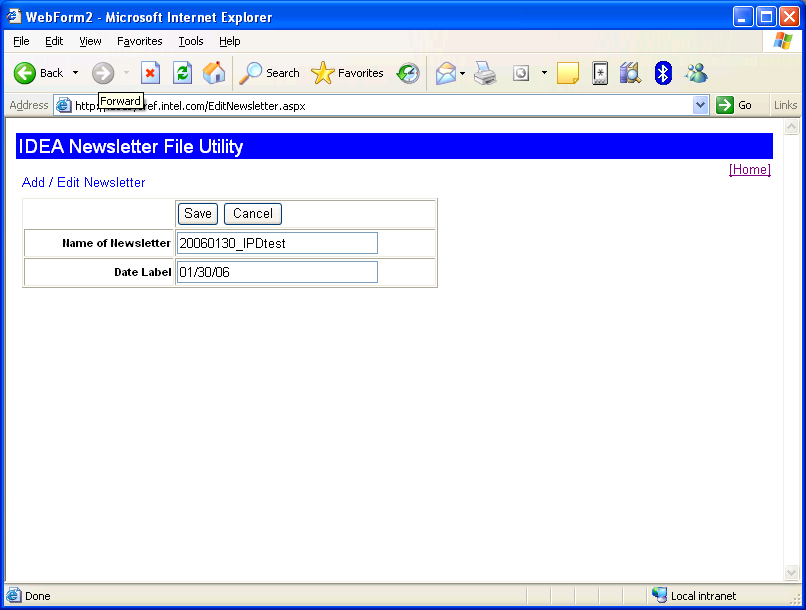 WebForm2 - Microsoft Internet Explorer
File Edit View Favorites Tools Help
Back Search Favorites
Address http:/ ref.intel.com/EditNewsletter.aspx Go Links
Forward
IDEA Newsletter File Utility
[Home]
Add / Edit Newsletter
Save Cancel
Name of Newsletter 20060130_IPDtest
Date Label 01/30/06
Done Local intranet